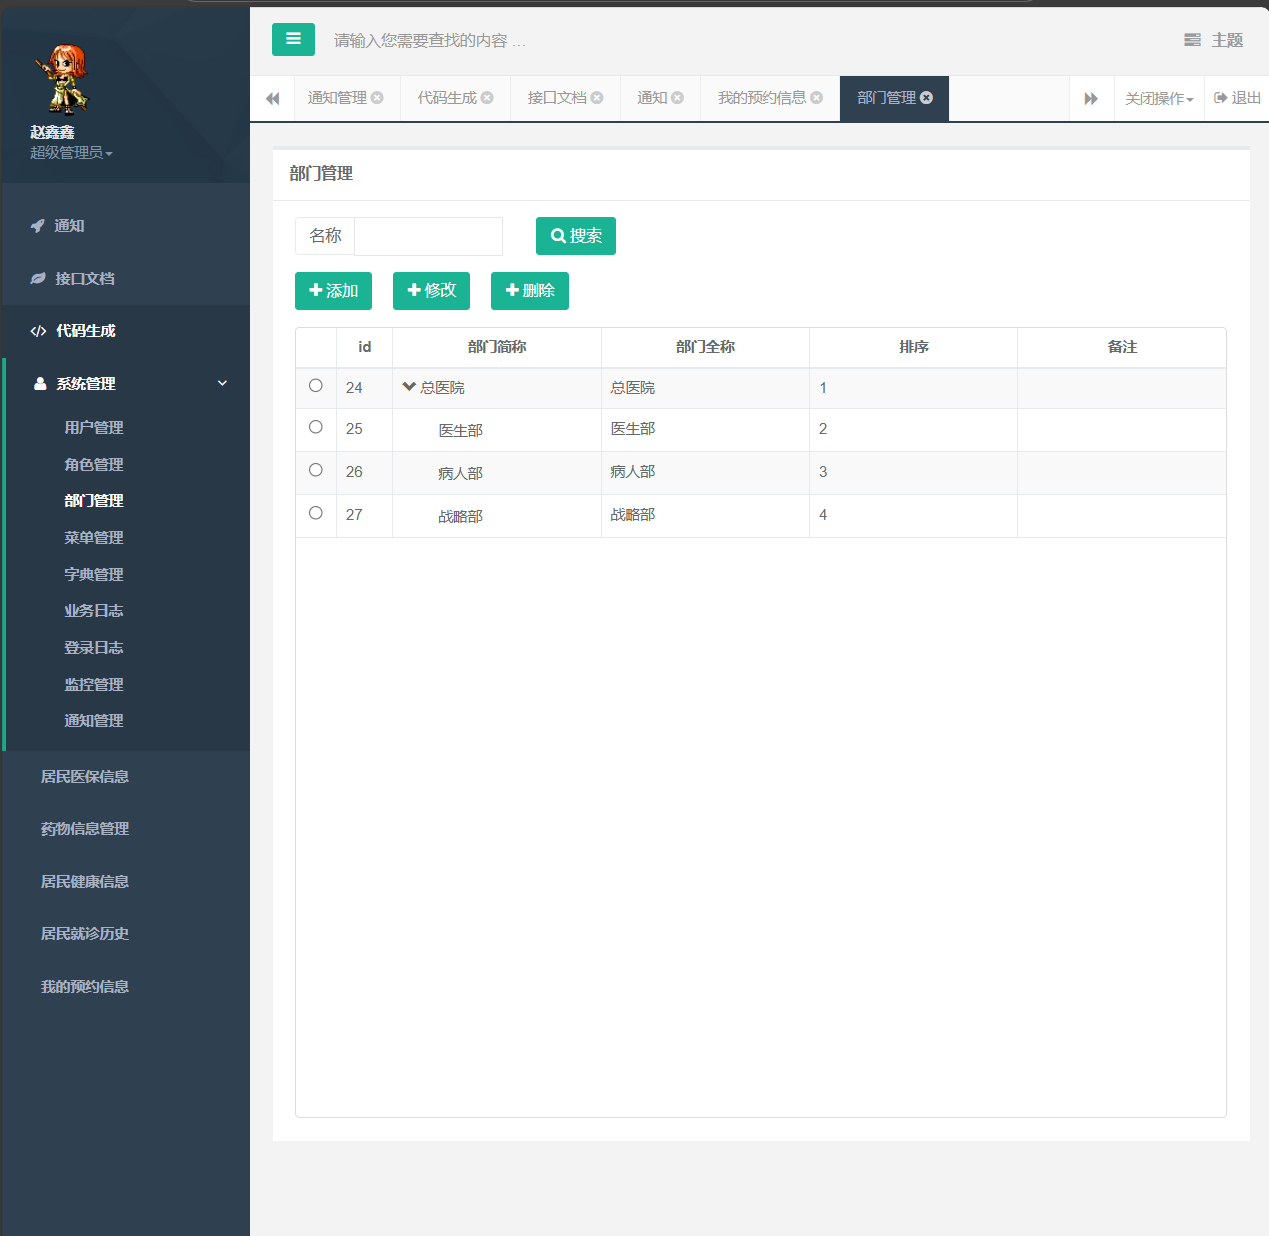 请输入您需要查找的内容 …
主题
通知管理 代码生成 接口文档 通知 我的预约信息 部门管理 关闭操作 退出
赵鑫鑫
超级管理员
通知
接口文档
代码生成
系统管理
用户管理
角色管理
部门管理
菜单管理
字典管理
业务日志
登录日志
监控管理
通知管理
居民医保信息
药物信息管理
居民健康信息
居民就诊历史
我的预约信息
部门管理
名称 搜索
添加 修改 删除
id 部门简称 部门全称 排序 备注
24 总医院 总医院 1
25 医生部 医生部 2
26 病人部 病人部 3
27 战略部 战略部 4